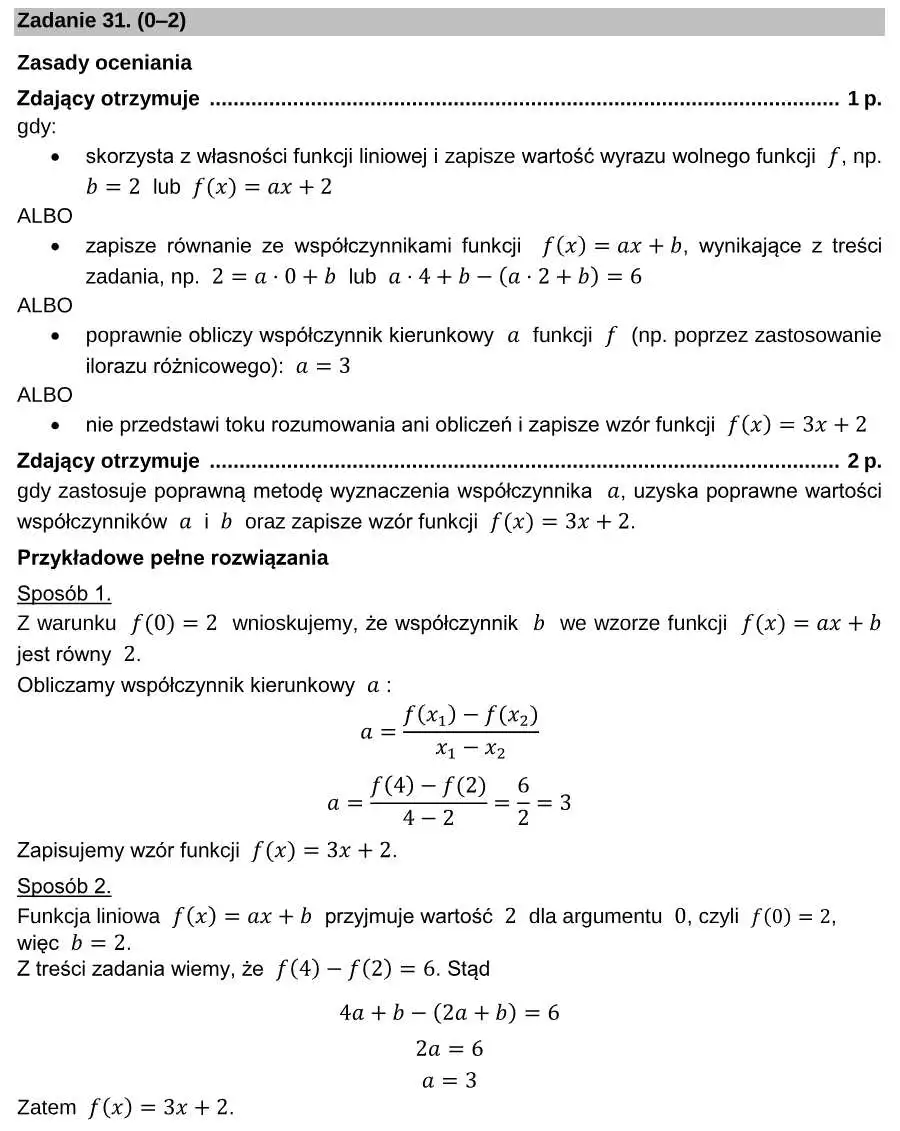 Zadanie 31. (0–2)
Zasady oceniania
Zdający otrzymuje .......................................................................................................... 1 p.
gdy:
• skorzysta z własności funkcji liniowej i zapisze wartość wyrazu wolnego funkcji f, np.
b = 2 lub f(x) = ax + 2
ALBO
• zapisze równanie ze współczynnikami funkcji f(x) = ax + b, wynikające z treści
zadania, np. 2 = a · 0 + b lub a · 4 + b − (a · 2 + b) = 6
ALBO
• poprawnie obliczy współczynnik kierunkowy a funkcji f (np. poprzez zastosowanie
ilorazu różnicowego): a = 3
ALBO
• nie przedstawi toku rozumowania ani obliczeń i zapisze wzór funkcji f(x) = 3x + 2
Zdający otrzymuje .......................................................................................................... 2 p.
gdy zastosuje poprawną metodę wyznaczenia współczynnika a, uzyska poprawne wartości
współczynników a i b oraz zapisze wzór funkcji f(x) = 3x + 2.
Przykładowe pełne rozwiązania
Sposób 1.
Z warunku f(0) = 2 wnioskujemy, że współczynnik b we wzorze funkcji f(x) = ax + b
jest równy 2.
Obliczamy współczynnik kierunkowy a :
a = (f(x₁) − f(x₂)) / (x₁ − x₂)
a = (f(4) − f(2)) / (4 − 2) = 6/2 = 3
Zapisujemy wzór funkcji f(x) = 3x + 2.
Sposób 2.
Funkcja liniowa f(x) = ax + b przyjmuje wartość 2 dla argumentu 0, czyli f(0) = 2,
więc b = 2.
Z treści zadania wiemy, że f(4) − f(2) = 6. Stąd
4a + b − (2a + b) = 6
2a = 6
a = 3
Zatem f(x) = 3x + 2.